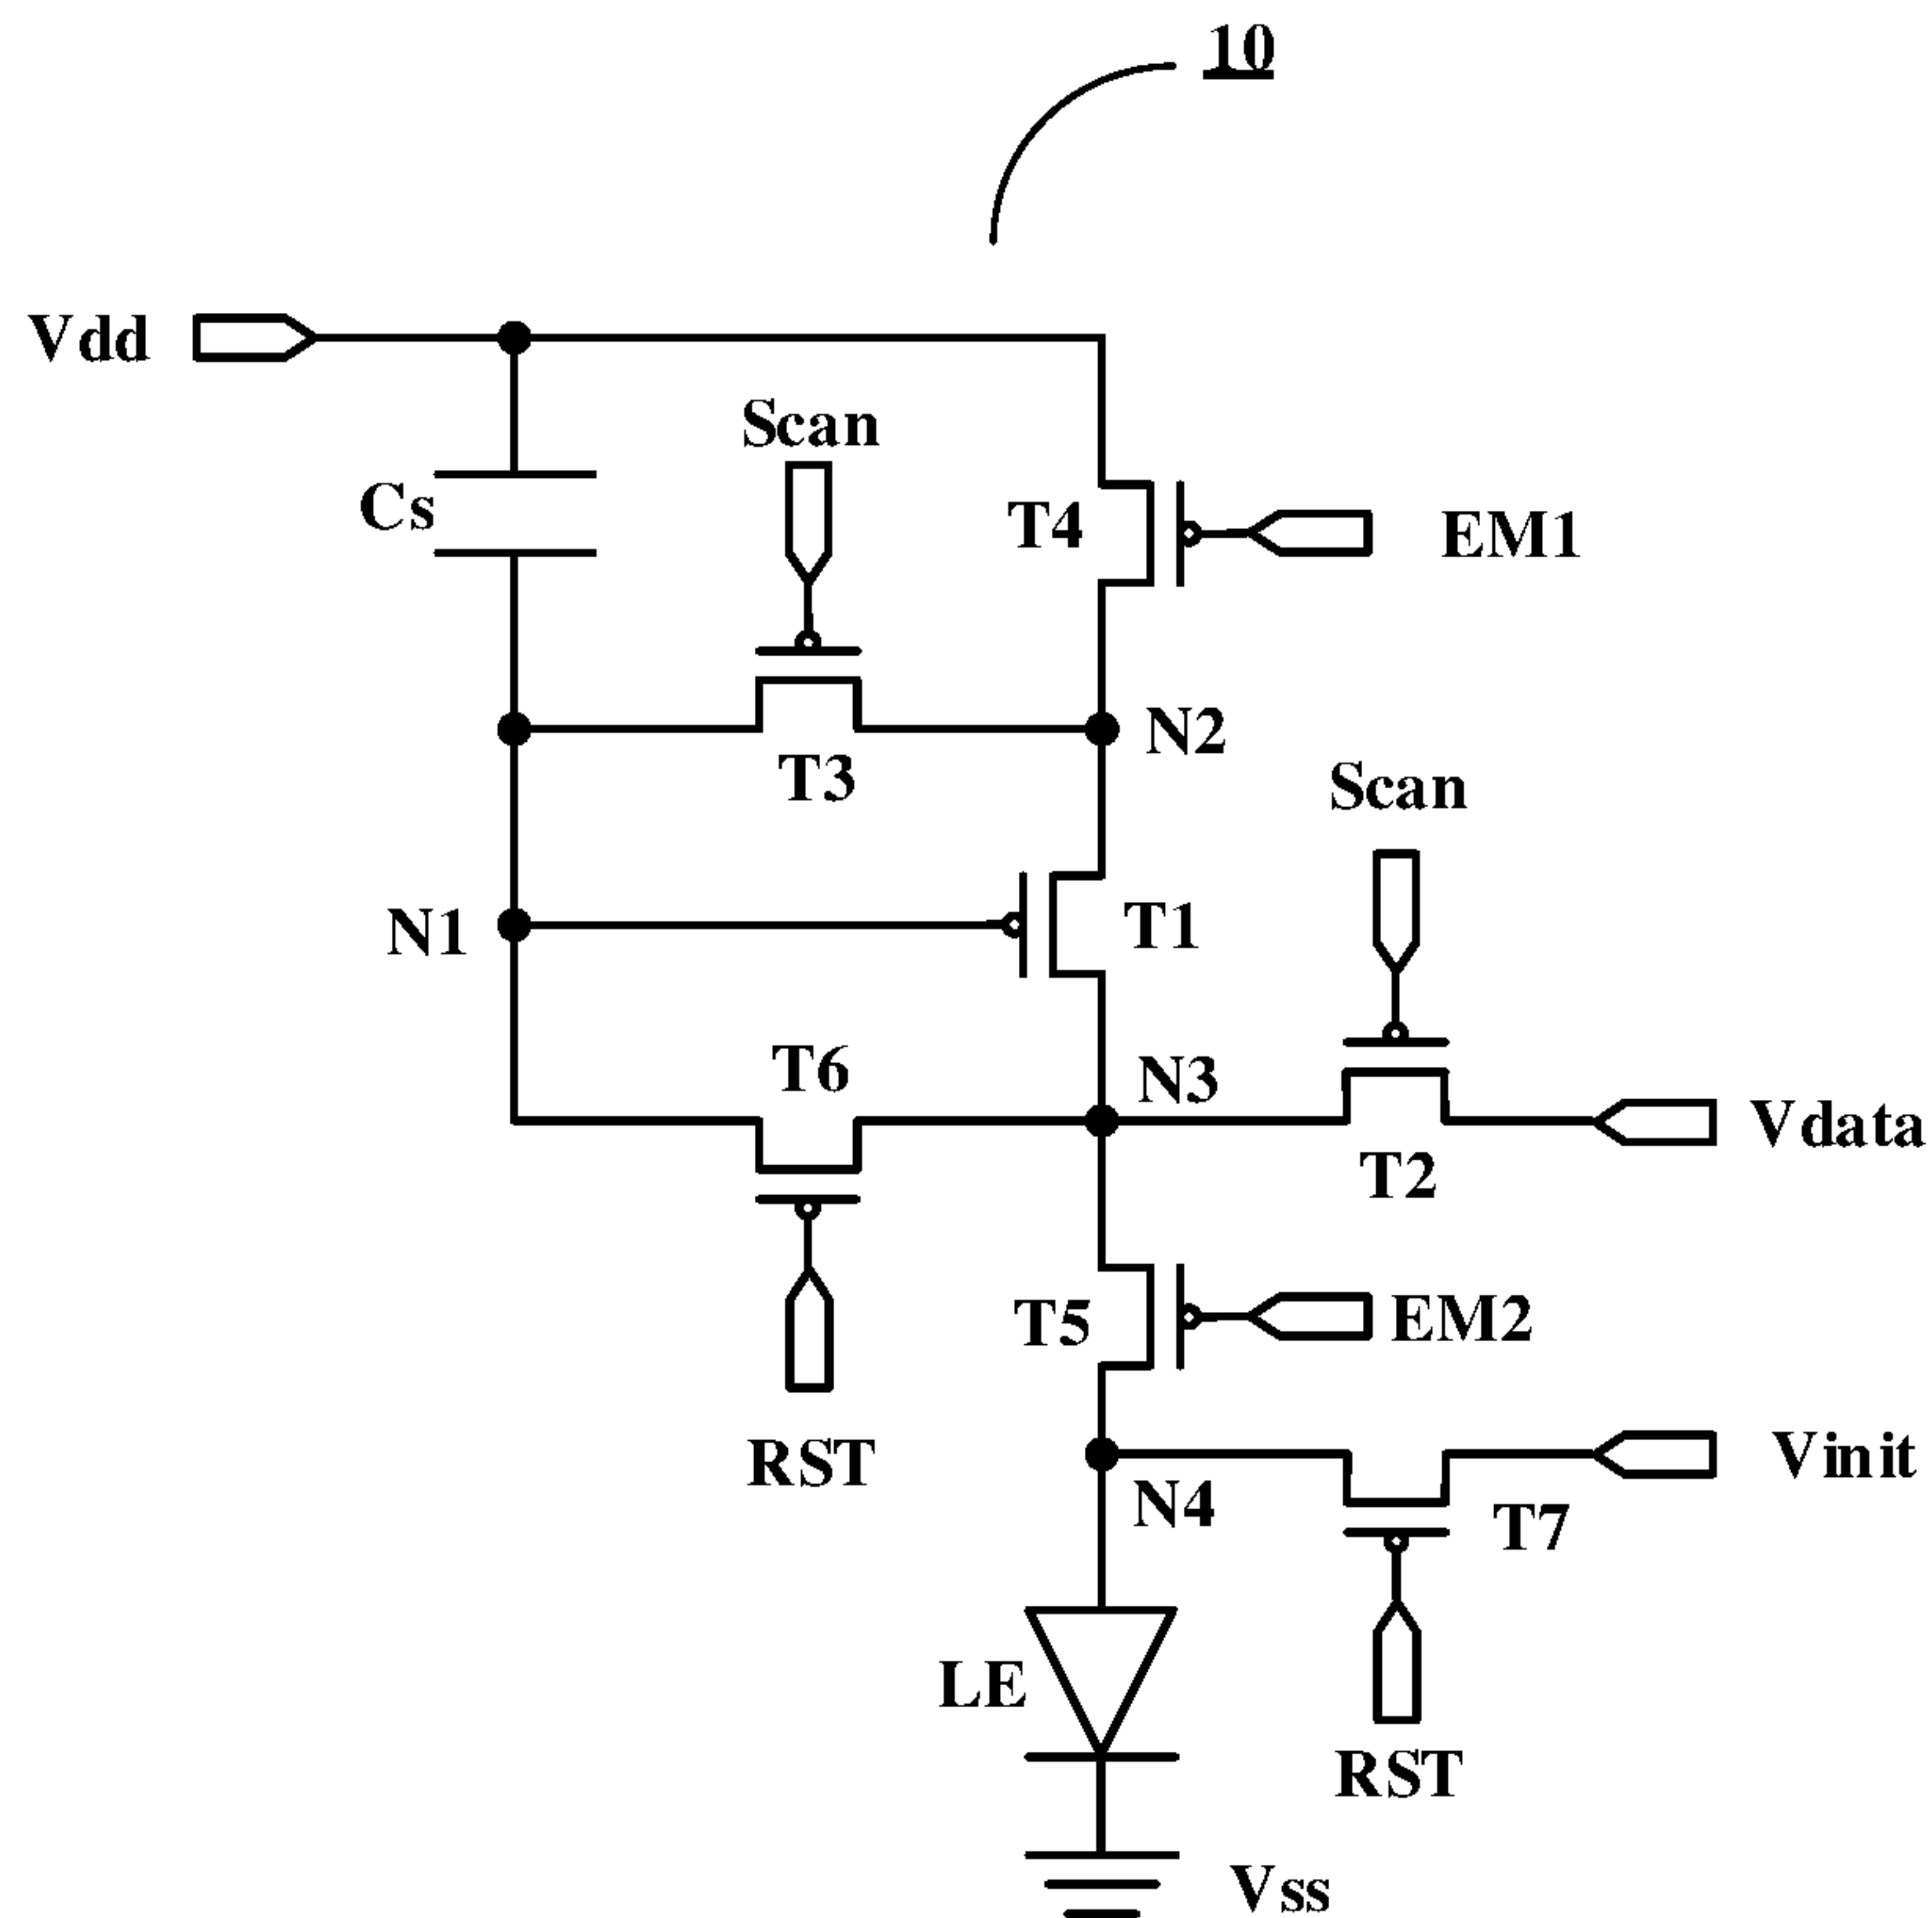 10
Vdd
Scan
Cs
T4
EM1
N2
T3
Scan
N1
T1
T6
N3
Vdata
T2
T5
EM2
RST
Vinit
N4
T7
LE
RST
Vss